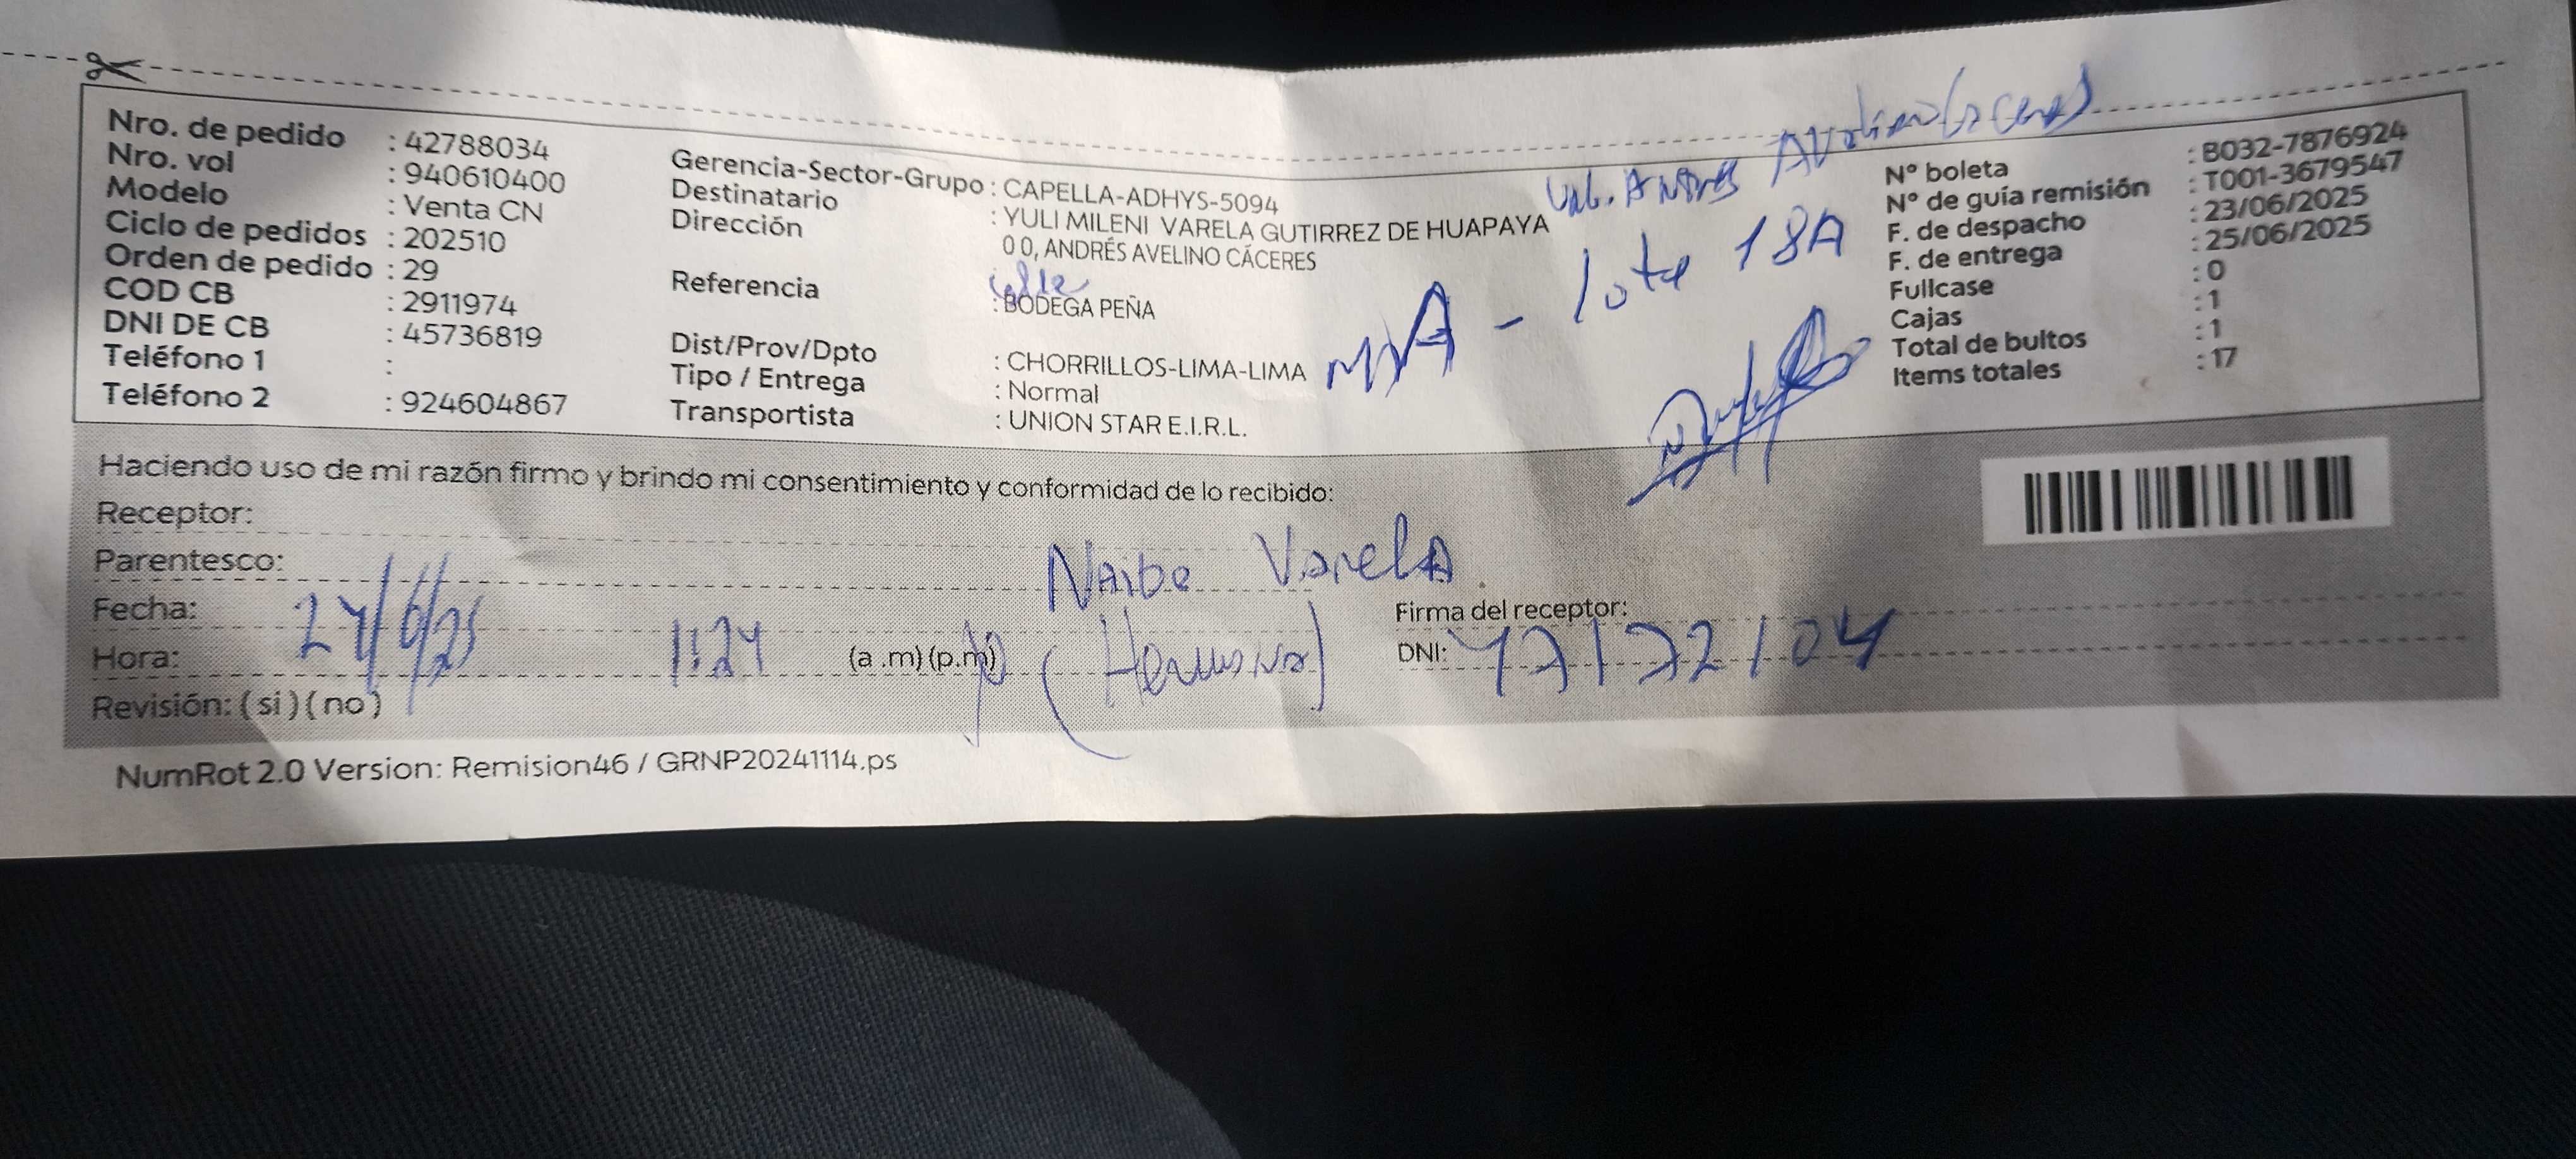 Nro. de pedido : 42788034
Nro. vol : 940610400
Modelo : Venta CN
Ciclo de pedidos : 202510
Orden de pedido : 29
COD CB : 2911974
DNI DE CB : 45736819
Teléfono 1 :
Teléfono 2 : 924604867
Gerencia-Sector-Grupo : CAPELLA-ADHYS-5094
Destinatario : YULI MILENI VARELA GUTIRREZ DE HUAPAYA
Dirección 0 0, ANDRÉS AVELINO CÁCERES
calle
Referencia : BODEGA PEÑA
Dist/Prov/Dpto : CHORRILLOS-LIMA-LIMA
Tipo / Entrega : Normal
Transportista : UNION STAR E.I.R.L.
Urb. Andres Avelino Caceres
MzA - lote 18A
N° boleta : B032-7876924
N° de guía remisión : T001-3679547
F. de despacho : 23/06/2025
F. de entrega : 25/06/2025
Fullcase : 0
Cajas : 1
Total de bultos : 1
Items totales : 17
Haciendo uso de mi razón firmo y brindo mi consentimiento y conformidad de lo recibido:
Receptor:
Parentesco: Varela
Fecha: 24/6/25 Firma del receptor:
Hora: 1:24 (a .m) (p.m) (Hermana) DNI: 47172104
Revisión: ( si ) ( no )
NumRot 2.0 Version: Remision46 / GRNP20241114.ps